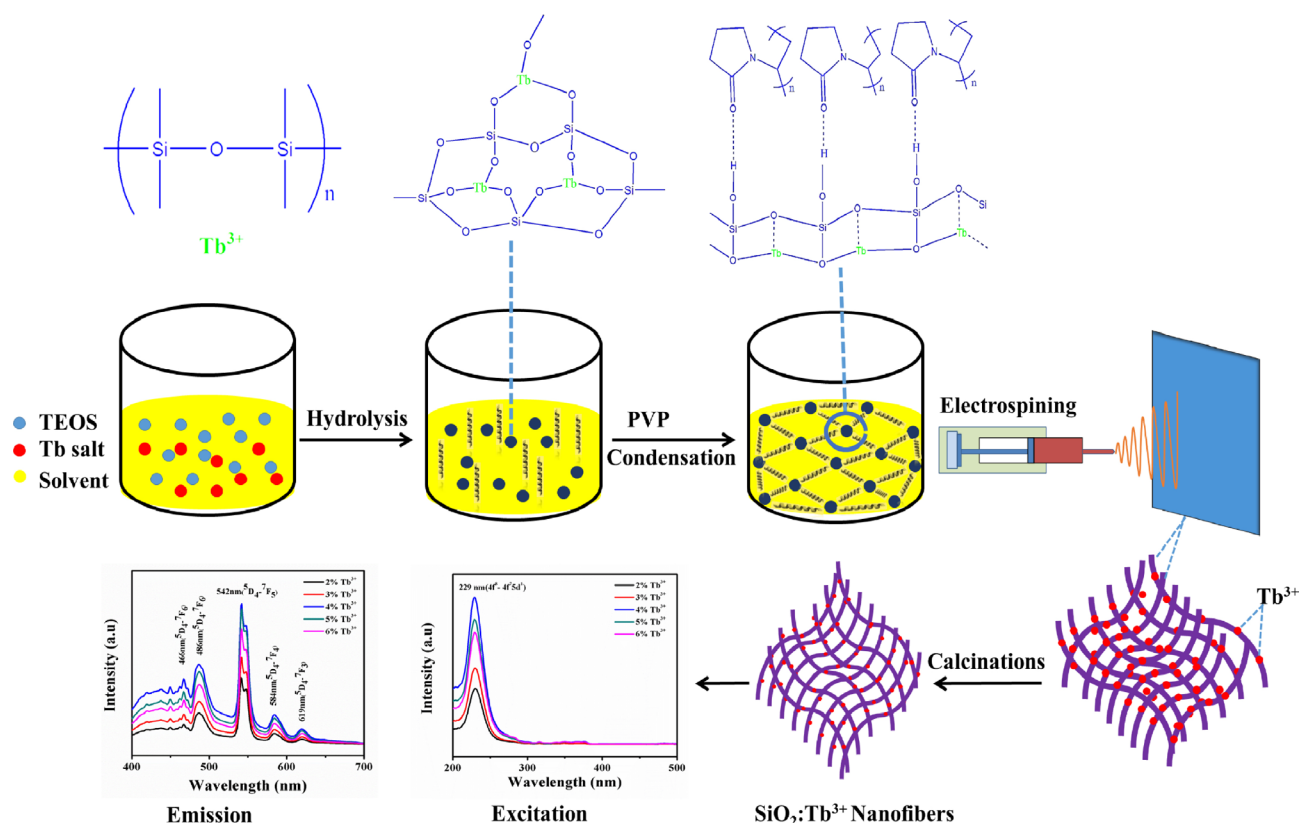 Si
O
Si
n
Tb³⁺
O
Tb
O
O
Si
O
Si
O
O
O
O
Tb
O
O
Tb
O
Si
Si
Si
O
O
N
n
O
N
n
O
N
n
O
H
H
H
O
O
O
O
O
O
Si
Si
Si
Si
O
Tb
O
Tb
O
Tb
TEOS
Tb salt
Solvent
Hydrolysis
PVP
Condensation
Electrospining
Tb³⁺
Calcinations
SiO₂:Tb³⁺ Nanofibers
229 nm(4f⁸- 4f⁷5d¹)
2% Tb³⁺
3% Tb³⁺
4% Tb³⁺
5% Tb³⁺
6% Tb³⁺
Intensity (a.u)
200 300 400 500
Wavelength (nm)
Excitation
466nm(⁵D₄-⁷F₆)
486nm(⁵D₄-⁷F₆)
542nm(⁵D₄-⁷F₅)
584nm(⁵D₄-⁷F₄)
619nm(⁵D₄-⁷F₃)
2% Tb³⁺
3% Tb³⁺
4% Tb³⁺
5% Tb³⁺
6% Tb³⁺
Intensity (a.u)
400 500 600 700
Wavelength (nm)
Emission